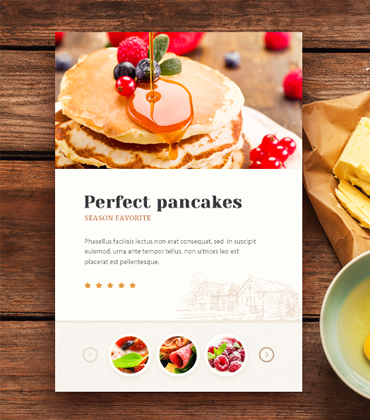 Perfect pancakes
SEASON FAVORITE
Phasellus facilisis lectus non erat consequat, sed in suscipit
euismod, urna ante tempor tellus, non ultrices leo est
placerat est pellentesque.